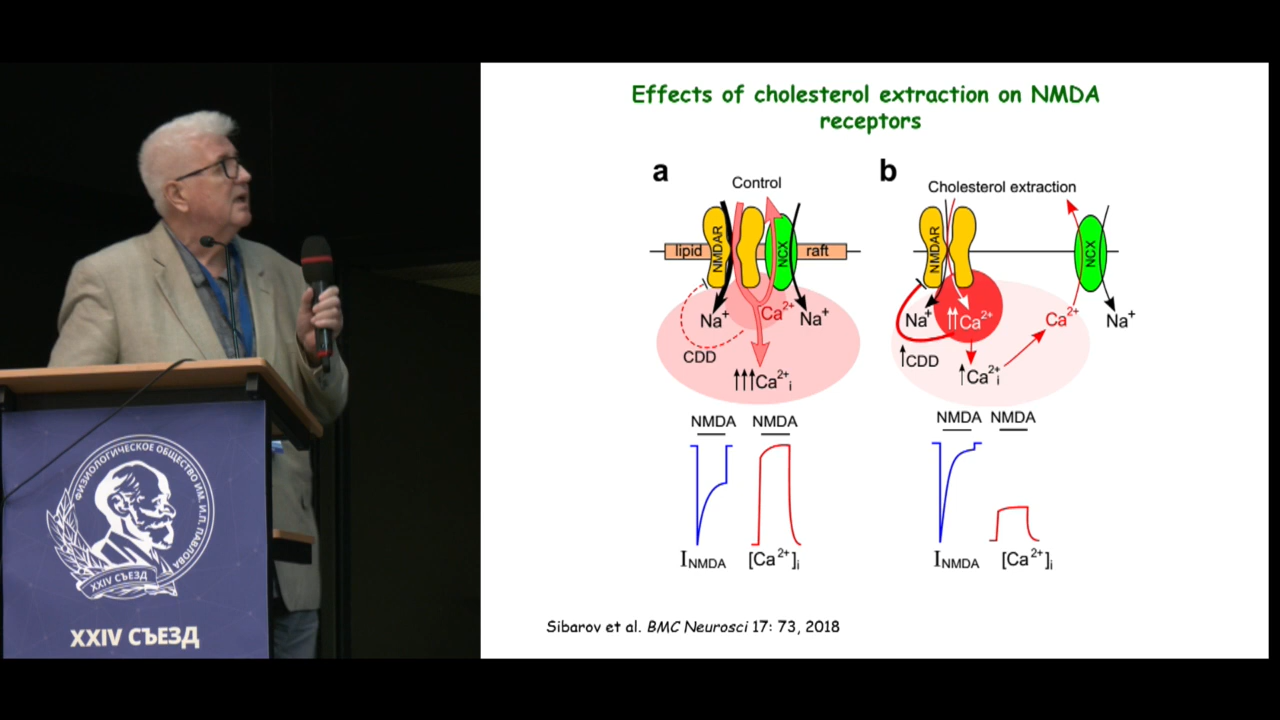 Effects of cholesterol extraction on NMDA
receptors
a
Control
lipid
NMDAR
NCX
raft
Na+
Ca2+
Na+
CDD
↑↑↑Ca2+i
NMDA NMDA
INMDA [Ca2+]i
b
Cholesterol extraction
NMDAR
NCX
Na+
↑↑Ca2+
Ca2+
Na+
↑CDD
↑Ca2+i
NMDA NMDA
INMDA [Ca2+]i
Sibarov et al. BMC Neurosci 17: 73, 2018
ФИЗИОЛОГИЧЕСКОЕ ОБЩЕСТВО ИМ. И.П. ПАВЛОВА
XXIV СЪЕЗД
XXIV СЪЕЗД